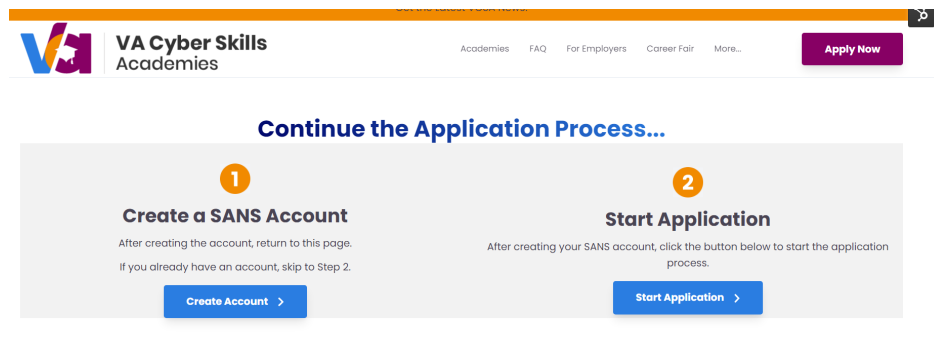 VA Cyber Skills
Academies
Academies FAQ For Employers Career Fair More... Apply Now
Continue the Application Process...
1
Create a SANS Account
After creating the account, return to this page.
If you already have an account, skip to Step 2.
Create Account >
2
Start Application
After creating your SANS account, click the button below to start the application
process.
Start Application >